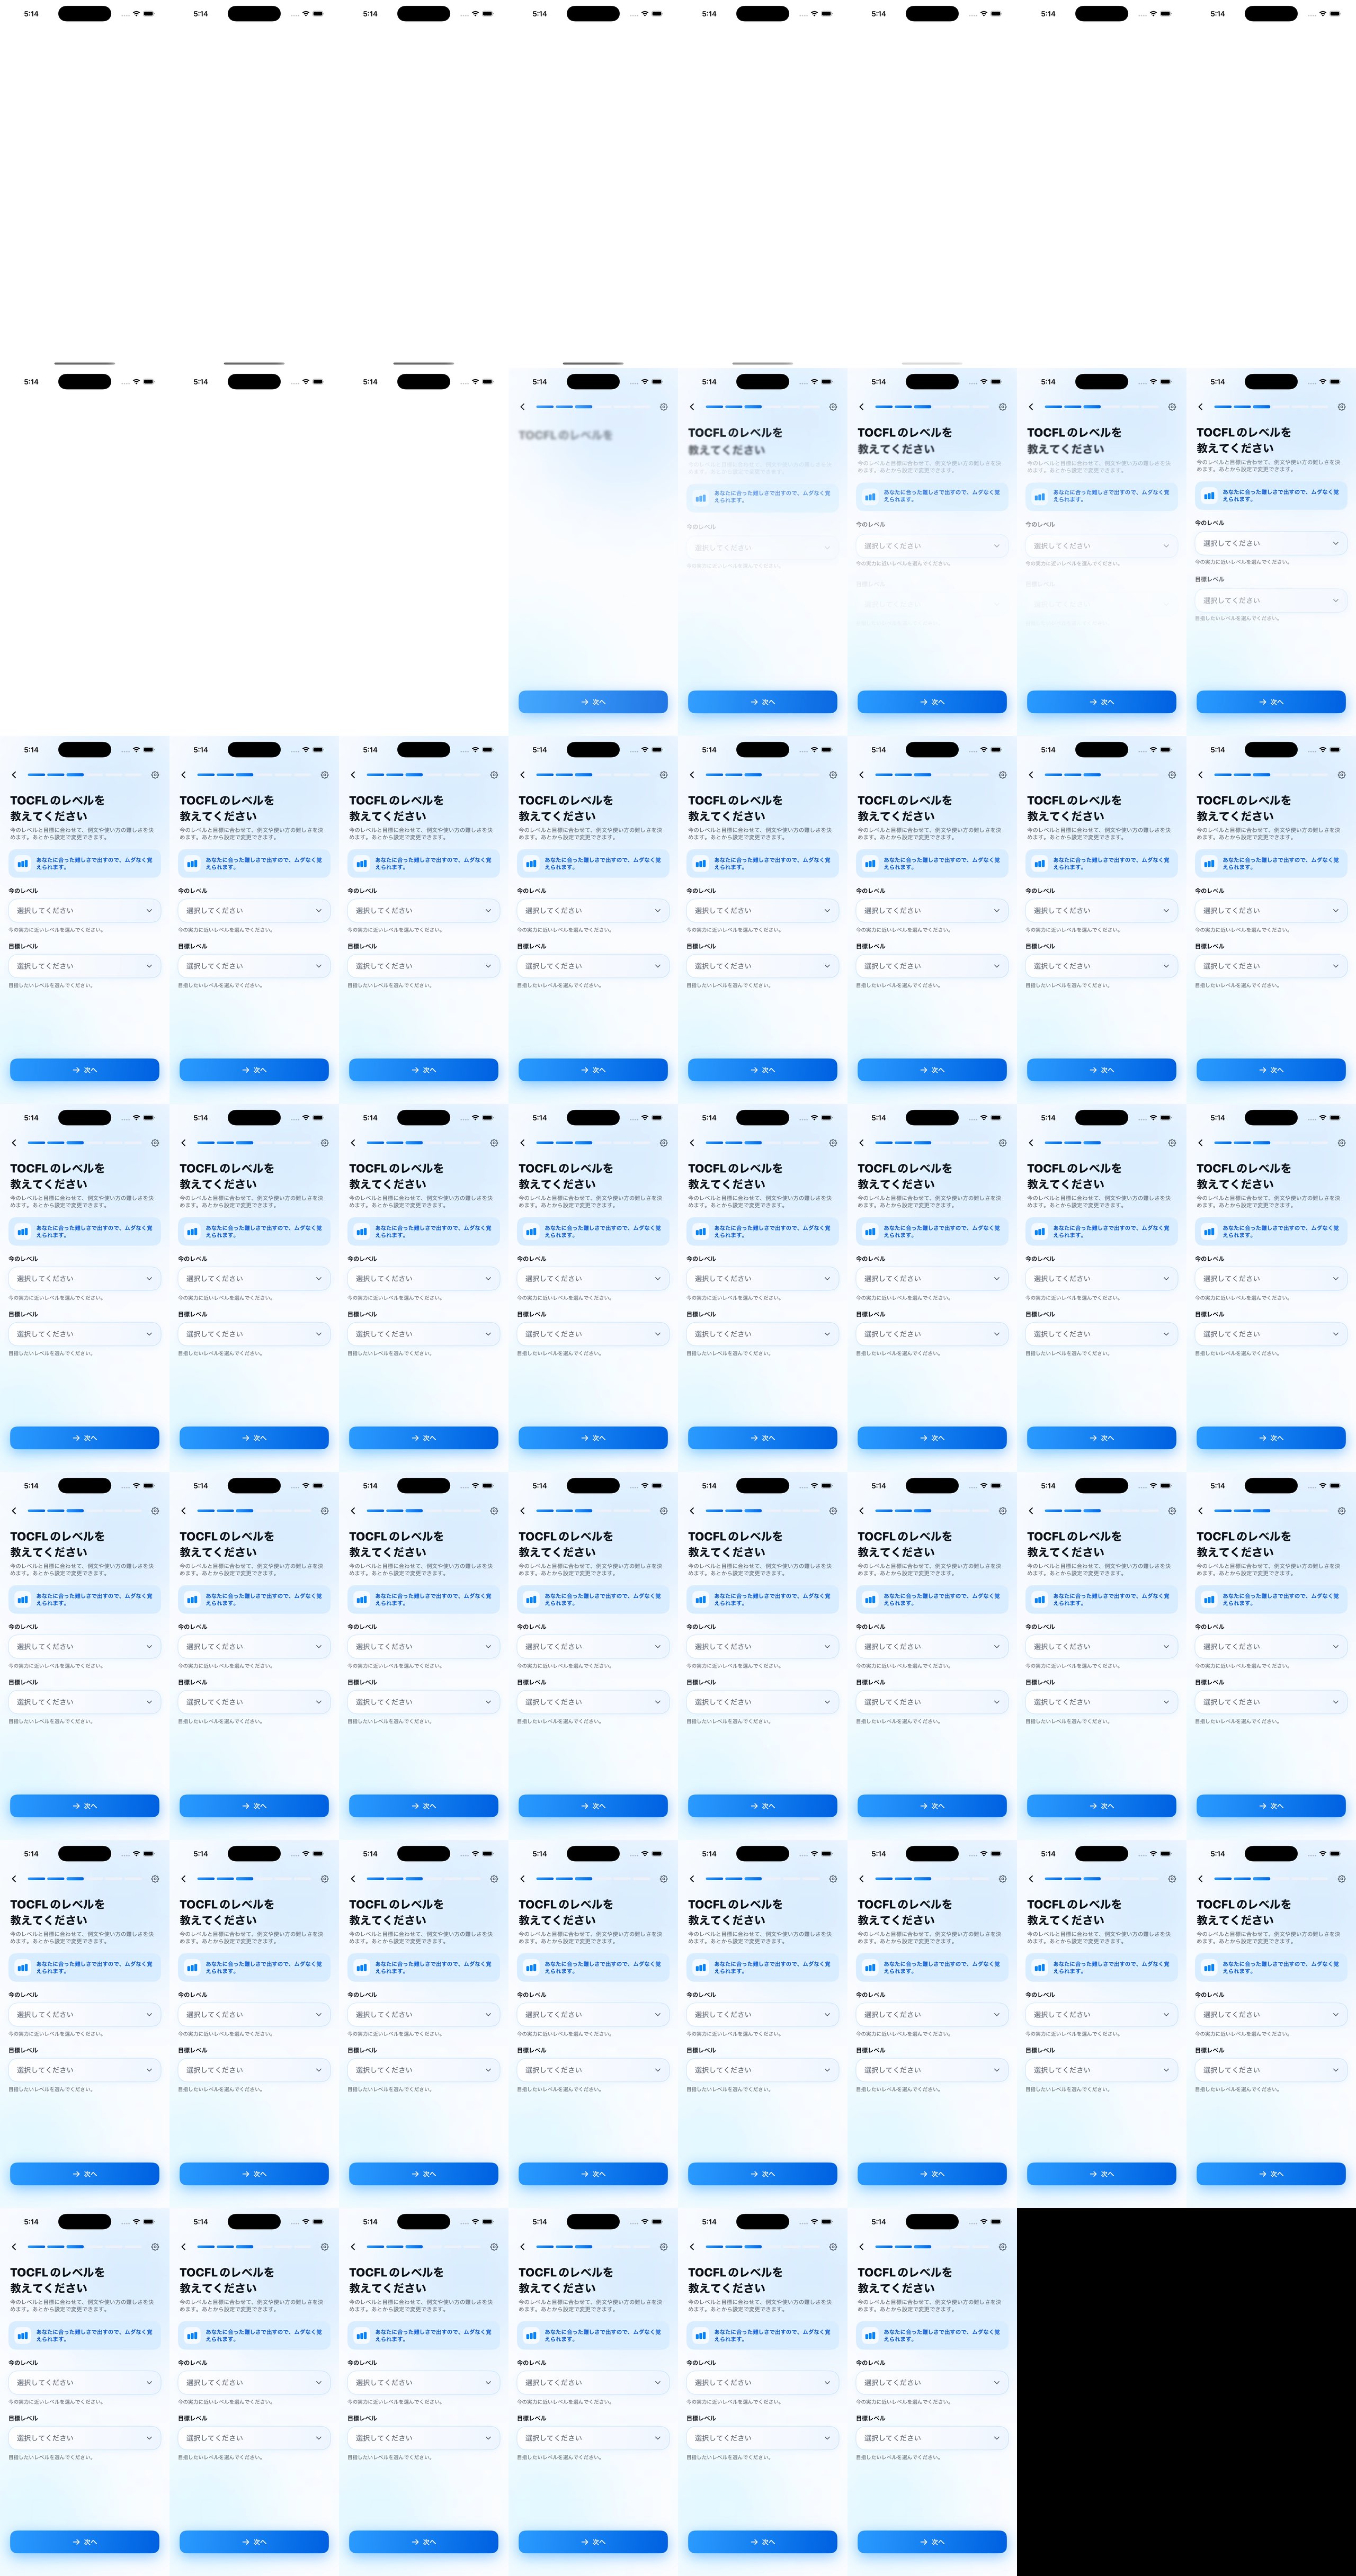 5:14
TOCFLのレベルを
教えてください
今のレベルと目標に合わせて、例文や使い方の難しさを決
めます。あとから設定で変更できます。
あなたに合った難しさで出すので、ムダなく覚
えられます。
今のレベル
選択してください
今の実力に近いレベルを選んでください。
目標レベル
選択してください
目指したいレベルを選んでください。
次へ